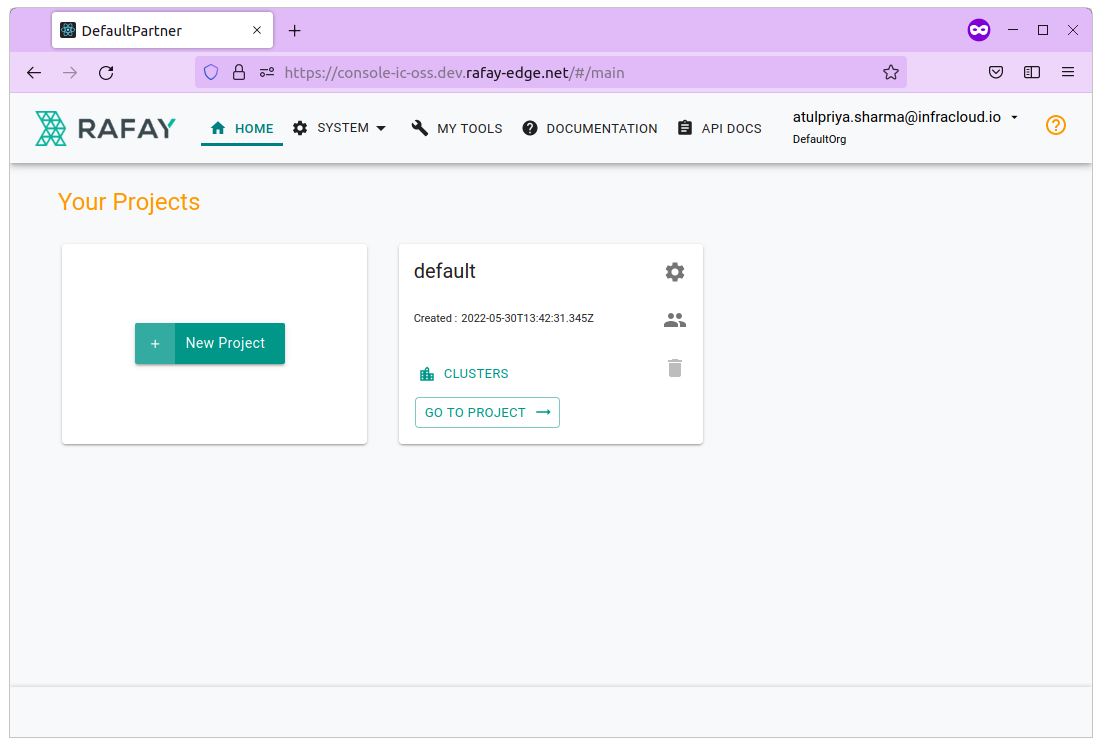 DefaultPartner
https://console-ic-oss.dev.rafay-edge.net/#/main
RAFAY
HOME
SYSTEM
MY TOOLS
DOCUMENTATION
API DOCS
atulpriya.sharma@infracloud.io
DefaultOrg
Your Projects
+ New Project
default
Created : 2022-05-30T13:42:31.345Z
CLUSTERS
GO TO PROJECT →